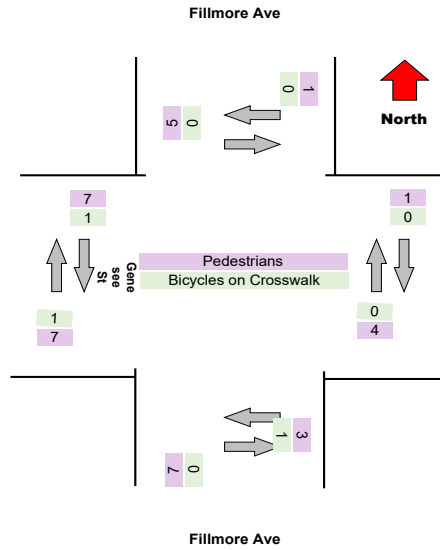 Fillmore Ave
0 1
5 0
North
7
1
1
0
Gene
see
St
Pedestrians
Bicycles on Crosswalk
1
7
0
4
1 3
7 0
Fillmore Ave